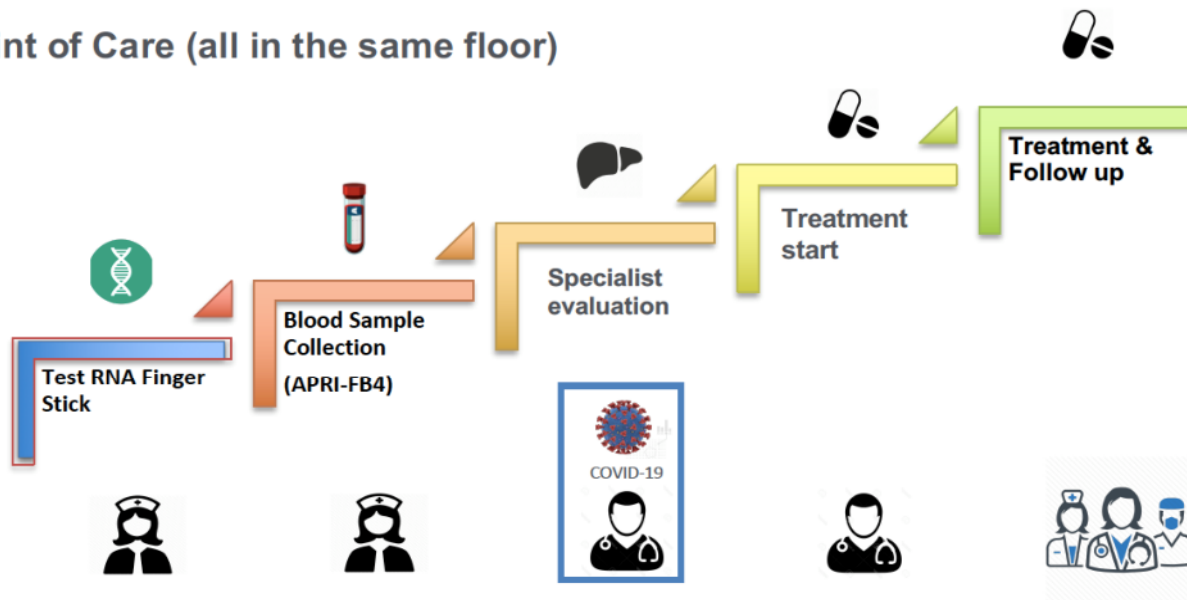 nt of Care (all in the same floor)
Test RNA Finger
Stick
Blood Sample
Collection
(APRI-FB4)
Specialist
evaluation
Treatment
start
Treatment &
Follow up
COVID-19